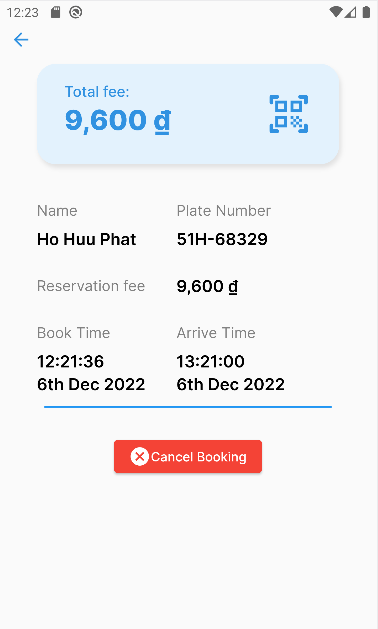 12:23
Total fee:
9,600 ₫
Name
Plate Number
Ho Huu Phat
51H-68329
Reservation fee
9,600 ₫
Book Time
Arrive Time
12:21:36
13:21:00
6th Dec 2022
6th Dec 2022
Cancel Booking